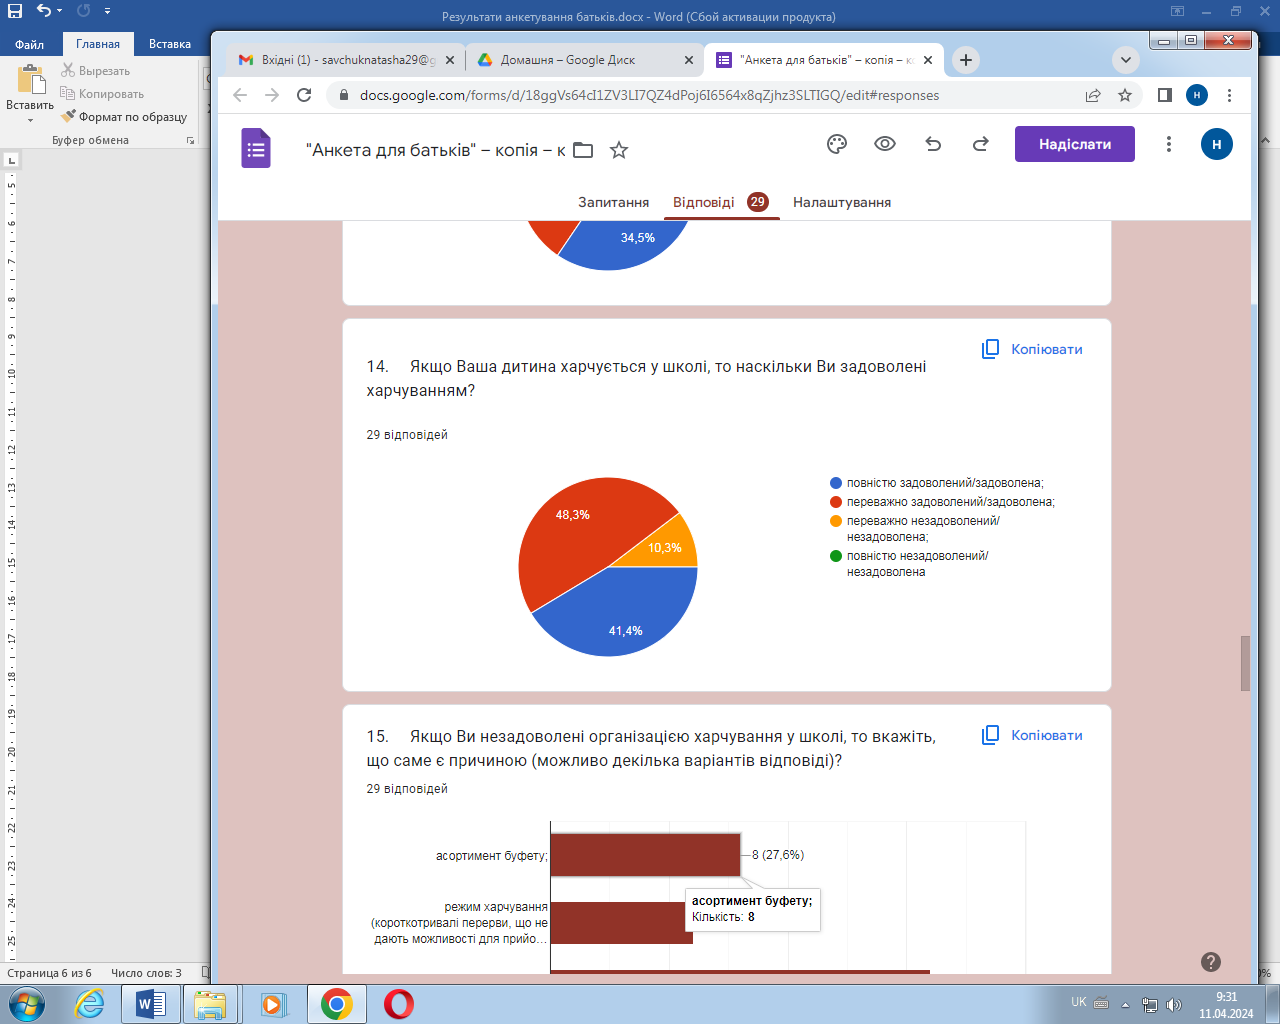 Результати анкетування батьків.docx - Word (Сбой активации продукта)
Файл
Главная
Вставка
Вставить
Вырезать
Копировать
Формат по образцу
Буфер обмена
Вхідні (1) - savchuknatasha29@g
Домашня – Google Диск
"Анкета для батьків" – копія – ко
docs.google.com/forms/d/18ggVs64cI1ZV3LI7QZ4dPoj6I6564x8qZjhz3SLTIGQ/edit#responses
"Анкета для батьків" – копія – к
Надіслати
Н
Запитання
Відповіді 29
Налаштування
34,5%
14. Якщо Ваша дитина харчується у школі, то наскільки Ви задоволені
харчуванням?
Копіювати
29 відповідей
48,3%
10,3%
41,4%
повністю задоволений/задоволена;
переважно задоволений/задоволена;
переважно незадоволений/
незадоволена;
повністю незадоволений/
незадоволена
15. Якщо Ви незадоволені організацією харчування у школі, то вкажіть,
що саме є причиною (можливо декілька варіантів відповіді)?
Копіювати
29 відповідей
асортимент буфету;
8 (27,6%)
асортимент буфету;
Кількість: 8
режим харчування
(короткотривалі перерви, що не
дають можливості для прийо…
Страница 6 из 6
Число слов: 3
UK
9:31
11.04.2024